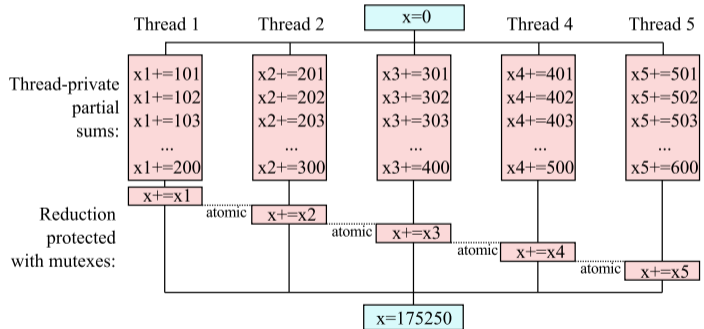 Thread 1
Thread 2
x=0
Thread 4
Thread 5
Thread-private
partial
sums:
x1+=101
x1+=102
x1+=103
...
x1+=200
x2+=201
x2+=202
x2+=203
...
x2+=300
x3+=301
x3+=302
x3+=303
...
x3+=400
x4+=401
x4+=402
x4+=403
...
x4+=500
x5+=501
x5+=502
x5+=503
...
x5+=600
Reduction
protected
with mutexes:
x+=x1
atomic
x+=x2
atomic
x+=x3
atomic
x+=x4
atomic
x+=x5
x=175250